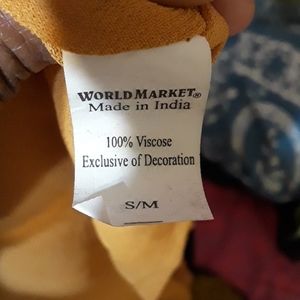 WORLD MARKET®
Made in India
100% Viscose
Exclusive of Decoration
S/M